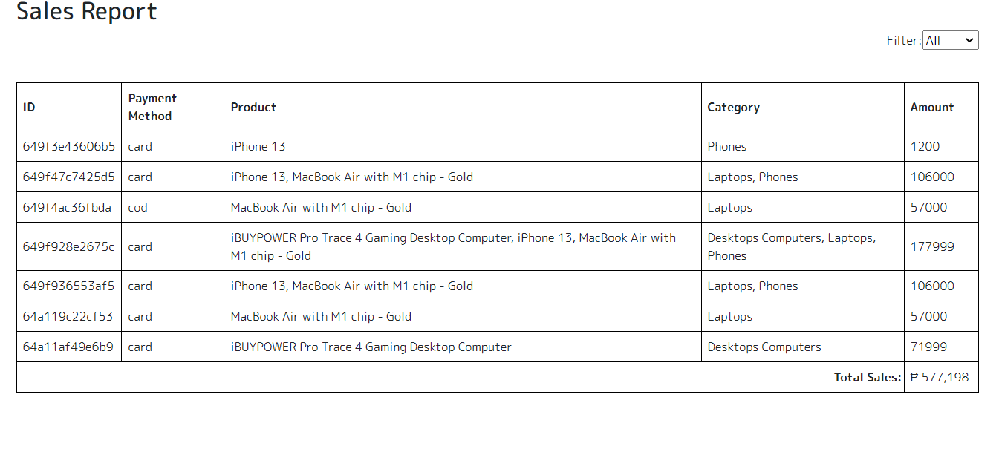 Sales Report
Filter: All
ID Payment Method Product Category Amount
649f3e43606b5 card iPhone 13 Phones 1200
649f47c7425d5 card iPhone 13, MacBook Air with M1 chip - Gold Laptops, Phones 106000
649f4ac36fbda cod MacBook Air with M1 chip - Gold Laptops 57000
649f928e2675c card iBUYPOWER Pro Trace 4 Gaming Desktop Computer, iPhone 13, MacBook Air with M1 chip - Gold Desktops Computers, Laptops, Phones 177999
649f936553af5 card iPhone 13, MacBook Air with M1 chip - Gold Laptops, Phones 106000
64a119c22cf53 card MacBook Air with M1 chip - Gold Laptops 57000
64a11af49e6b9 card iBUYPOWER Pro Trace 4 Gaming Desktop Computer Desktops Computers 71999
Total Sales: ₱ 577,198